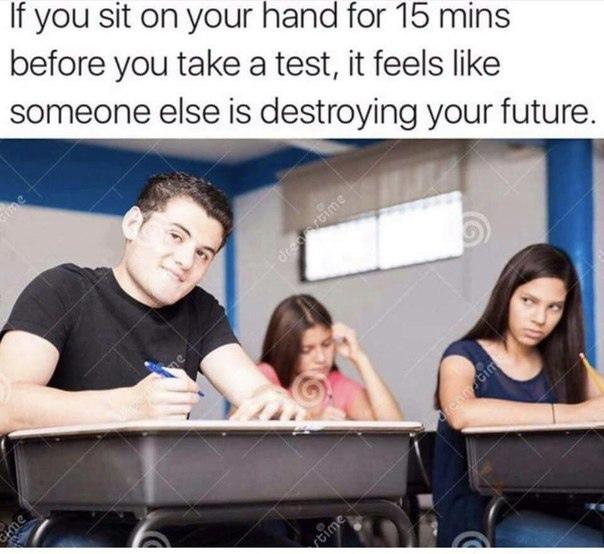 If you sit on your hand for 15 mins
before you take a test, it feels like
someone else is destroying your future.
dreamstime